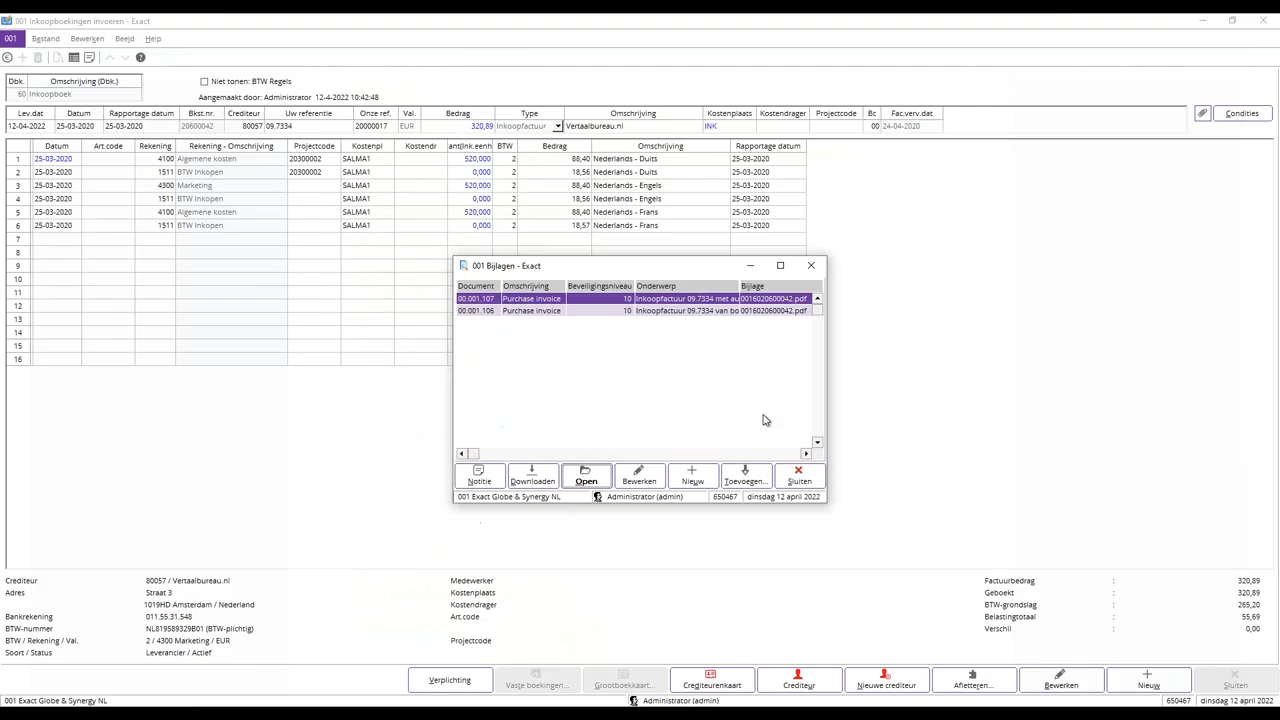 001 Inkoopboekingen invoeren - Exact
001 Bestand Bewerken Beeld Help
Dbk. Omschrijving (Dbk.)
60 Inkoopboek
Niet tonen: BTW Regels
Aangemaakt door: Administrator 12-4-2022 10:42:48
Lev.dat Datum Rapportage datum Bkst.nr. Crediteur Uw referentie Onze ref. Val. Bedrag Type Omschrijving Kostenplaats Kostendrager Projectcode Bc Fac.verv.dat Condities
12-04-2022 25-03-2020 25-03-2020 20600042 80057 09.7334 20000017 EUR 320,89 Inkoopfactuur Vertaalbureau.nl INK 00 24-04-2020
Datum Art.code Rekening Rekening - Omschrijving Projectcode Kostenpl Kostendr ant(Ink.eenh BTW Bedrag Omschrijving Rapportage datum
1 25-03-2020 4100 Algemene kosten 20300002 SALMA1 520,000 2 88,40 Nederlands - Duits 25-03-2020
2 25-03-2020 1511 BTW Inkopen 20300002 SALMA1 0,000 2 18,56 Nederlands - Duits 25-03-2020
3 25-03-2020 4300 Marketing SALMA1 520,000 2 88,40 Nederlands - Engels 25-03-2020
4 25-03-2020 1511 BTW Inkopen SALMA1 0,000 2 18,56 Nederlands - Engels 25-03-2020
5 25-03-2020 4100 Algemene kosten SALMA1 520,000 2 88,40 Nederlands - Frans 25-03-2020
6 25-03-2020 1511 BTW Inkopen SALMA1 0,000 2 18,57 Nederlands - Frans 25-03-2020
7
8
9
10
11
12
13
14
15
16
001 Bijlagen - Exact
Document Omschrijving Beveiligingsniveau Onderwerp Bijlage
00.001.107 Purchase invoice 10 Inkoopfactuur 09.7334 met au 0016020600042.pdf
00.001.106 Purchase invoice 10 Inkoopfactuur 09.7334 van bo 0016020600042.pdf
Notitie Downloaden Open Bewerken Nieuw Toevoegen... Sluiten
001 Exact Globe & Synergy NL Administrator (admin) 650467 dinsdag 12 april 2022
Crediteur 80057 / Vertaalbureau.nl Medewerker Factuurbedrag : 320,89
Adres Straat 3 Kostenplaats Geboekt : 320,89
1019HD Amsterdam / Nederland Kostendrager BTW-grondslag : 265,20
Bankrekening 011.55.31.548 Art.code Belastingtotaal : 55,69
BTW-nummer NL819589329B01 (BTW-plichtig) Verschil : 0,00
BTW / Rekening / Val. 2 / 4300 Marketing / EUR Projectcode
Soort / Status Leverancier / Actief
Verplichting Vaste boekingen... Grootboekkaart... Crediteurenkaart Crediteur Nieuwe crediteur Afletteren... Bewerken Nieuw Sluiten
001 Exact Globe & Synergy NL Administrator (admin) 650467 dinsdag 12 april 2022